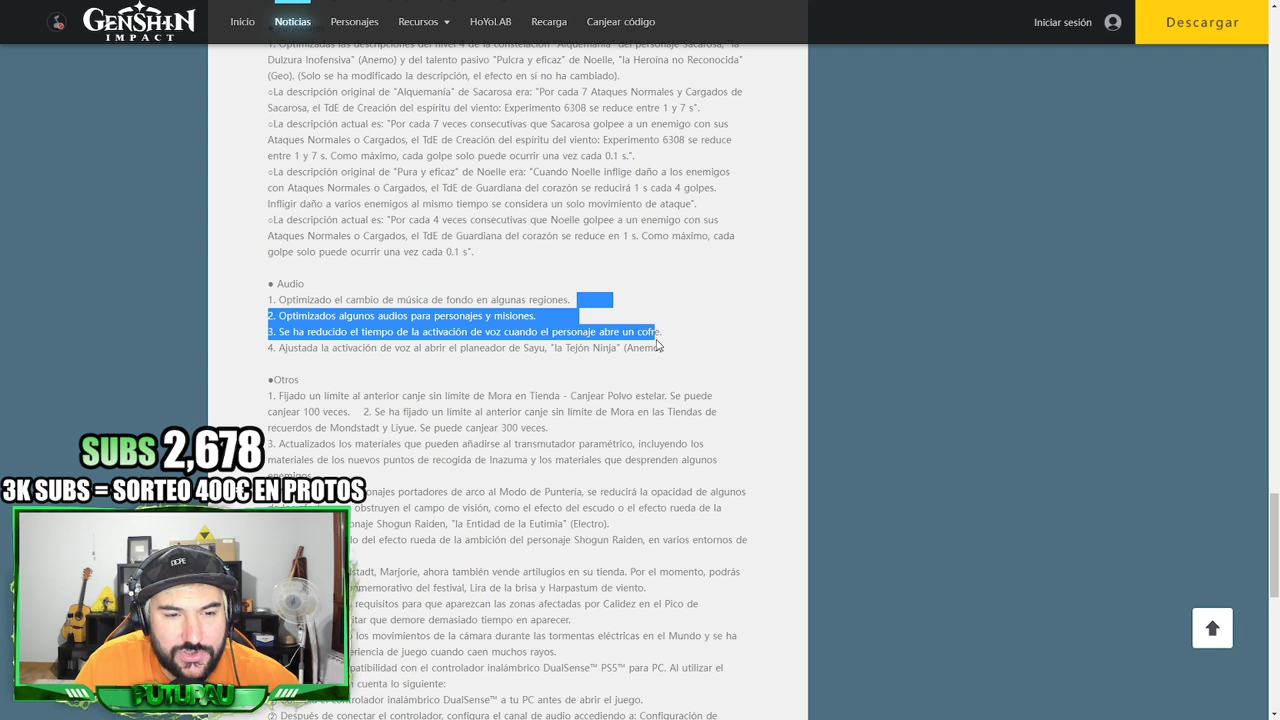 GENSHIN
IMPACT
Inicio
Noticias
Personajes
Recursos
HoYoLAB
Recarga
Canjear código
Iniciar sesión
Descargar
1. Optimizadas las descripciones del nivel 4 de la constelación "Alquemanía" del personaje Sacarosa, "la
Dulzura Inofensiva" (Anemo) y del talento pasivo "Pulcra y eficaz" de Noelle, "la Heroína no Reconocida"
(Geo). (Solo se ha modificado la descripción, el efecto en sí no ha cambiado).
○La descripción original de "Alquemanía" de Sacarosa era: "Por cada 7 Ataques Normales y Cargados de
Sacarosa, el TdE de Creación del espíritu del viento: Experimento 6308 se reduce entre 1 y 7 s".
○La descripción actual es: "Por cada 7 veces consecutivas que Sacarosa golpee a un enemigo con sus
Ataques Normales o Cargados, el TdE de Creación del espíritu del viento: Experimento 6308 se reduce
entre 1 y 7 s. Como máximo, cada golpe solo puede ocurrir una vez cada 0.1 s.".
○La descripción original de "Pura y eficaz" de Noelle era: "Cuando Noelle inflige daño a los enemigos
con Ataques Normales o Cargados, el TdE de Guardiana del corazón se reducirá 1 s cada 4 golpes.
Infligir daño a varios enemigos al mismo tiempo se considera un solo movimiento de ataque".
○La descripción actual es: "Por cada 4 veces consecutivas que Noelle golpee a un enemigo con sus
Ataques Normales o Cargados, el TdE de Guardiana del corazón se reduce en 1 s. Como máximo, cada
golpe solo puede ocurrir una vez cada 0.1 s".
● Audio
1. Optimizado el cambio de música de fondo en algunas regiones.
2. Optimizados algunos audios para personajes y misiones.
3. Se ha reducido el tiempo de la activación de voz cuando el personaje abre un cofre.
4. Ajustada la activación de voz al abrir el planeador de Sayu, "la Tejón Ninja" (Anemo
●Otros
1. Fijado un límite al anterior canje sin límite de Mora en Tienda - Canjear Polvo estelar. Se puede
canjear 100 veces. 2. Se ha fijado un límite al anterior canje sin límite de Mora en las Tiendas de
recuerdos de Mondstadt y Liyue. Se puede canjear 300 veces.
3. Actualizados los materiales que pueden añadirse al transmutador paramétrico, incluyendo los
materiales de los nuevos puntos de recogida de Inazuma y los materiales que desprenden algunos
portadores de arco al Modo de Puntería, se reducirá la opacidad de algunos
obstruyen el campo de visión, como el efecto del escudo o el efecto rueda de la
Shogun Raiden, "la Entidad de la Eutimia" (Electro).
del efecto rueda de la ambición del personaje Shogun Raiden, en varios entornos de
Marjorie, ahora también vende artilugios en su tienda. Por el momento, podrás
del festival, Lira de la brisa y Harpastum de viento.
requisitos para que aparezcan las zonas afectadas por Calidez en el Pico de
que demore demasiado tiempo en aparecer.
los movimientos de la cámara durante las tormentas eléctricas en el Mundo y se ha
de juego cuando caen muchos rayos.
con el controlador inalámbrico DualSense™ PS5™ para PC. Al utilizar el
cuenta lo siguiente:
controlador inalámbrico DualSense™ a tu PC antes de abrir el juego.
② Después de conectar el controlador, configura el canal de audio accediendo a: Configuración de
SUBS 2,678
3K SUBS = SORTEO 400€ EN PROTOS
DOPE
PUTUPAU